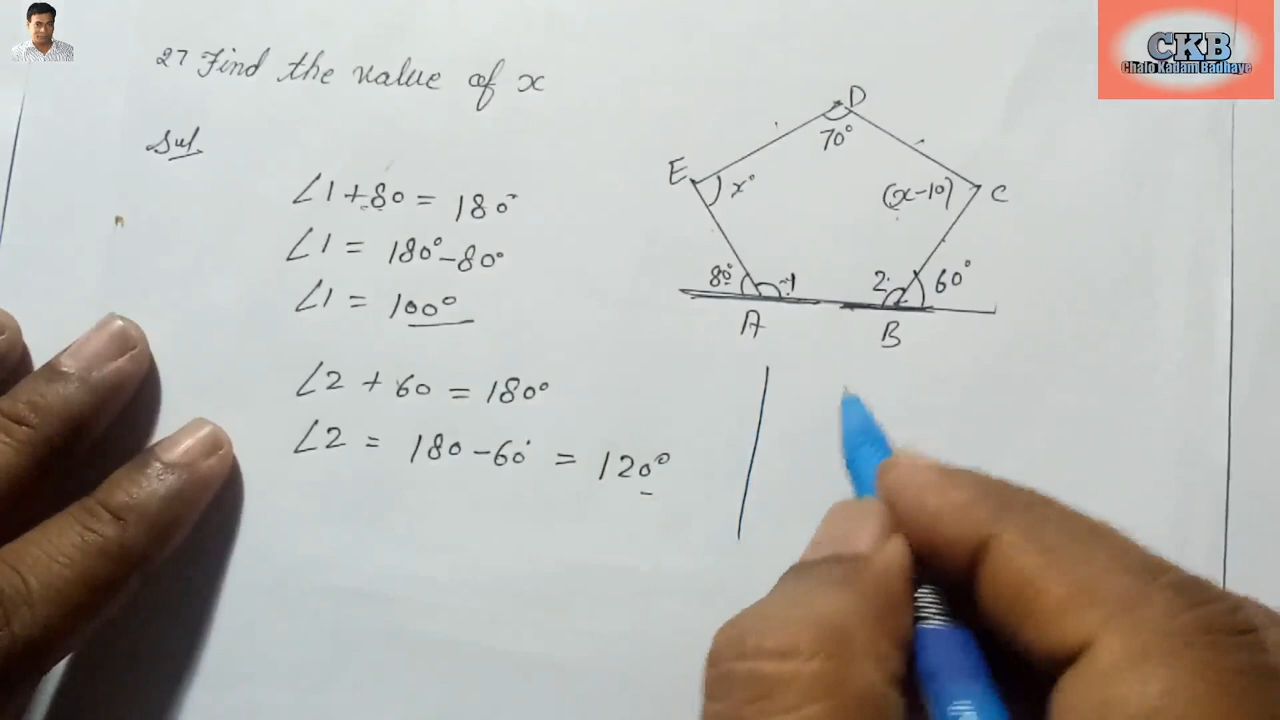 CKB
Chalo Kadam Badhaye
27 Find the value of x
Sol
∠1 + 80 = 180°
∠1 = 180° - 80°
∠1 = 100°
∠2 + 60 = 180°
∠2 = 180 - 60° = 120°
D
70°
E
x°
(x-10)
C
80°
1
2
60°
A
B